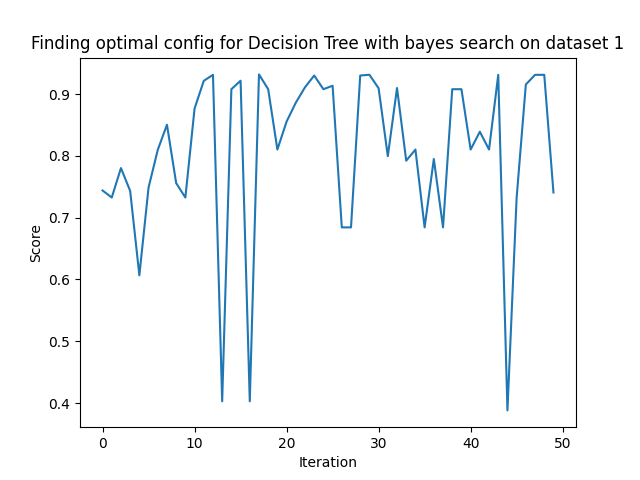 Finding optimal config for Decision Tree with bayes search on dataset 1
0.9
0.8
0.7
0.6
0.5
0.4
Score
0 10 20 30 40 50
Iteration